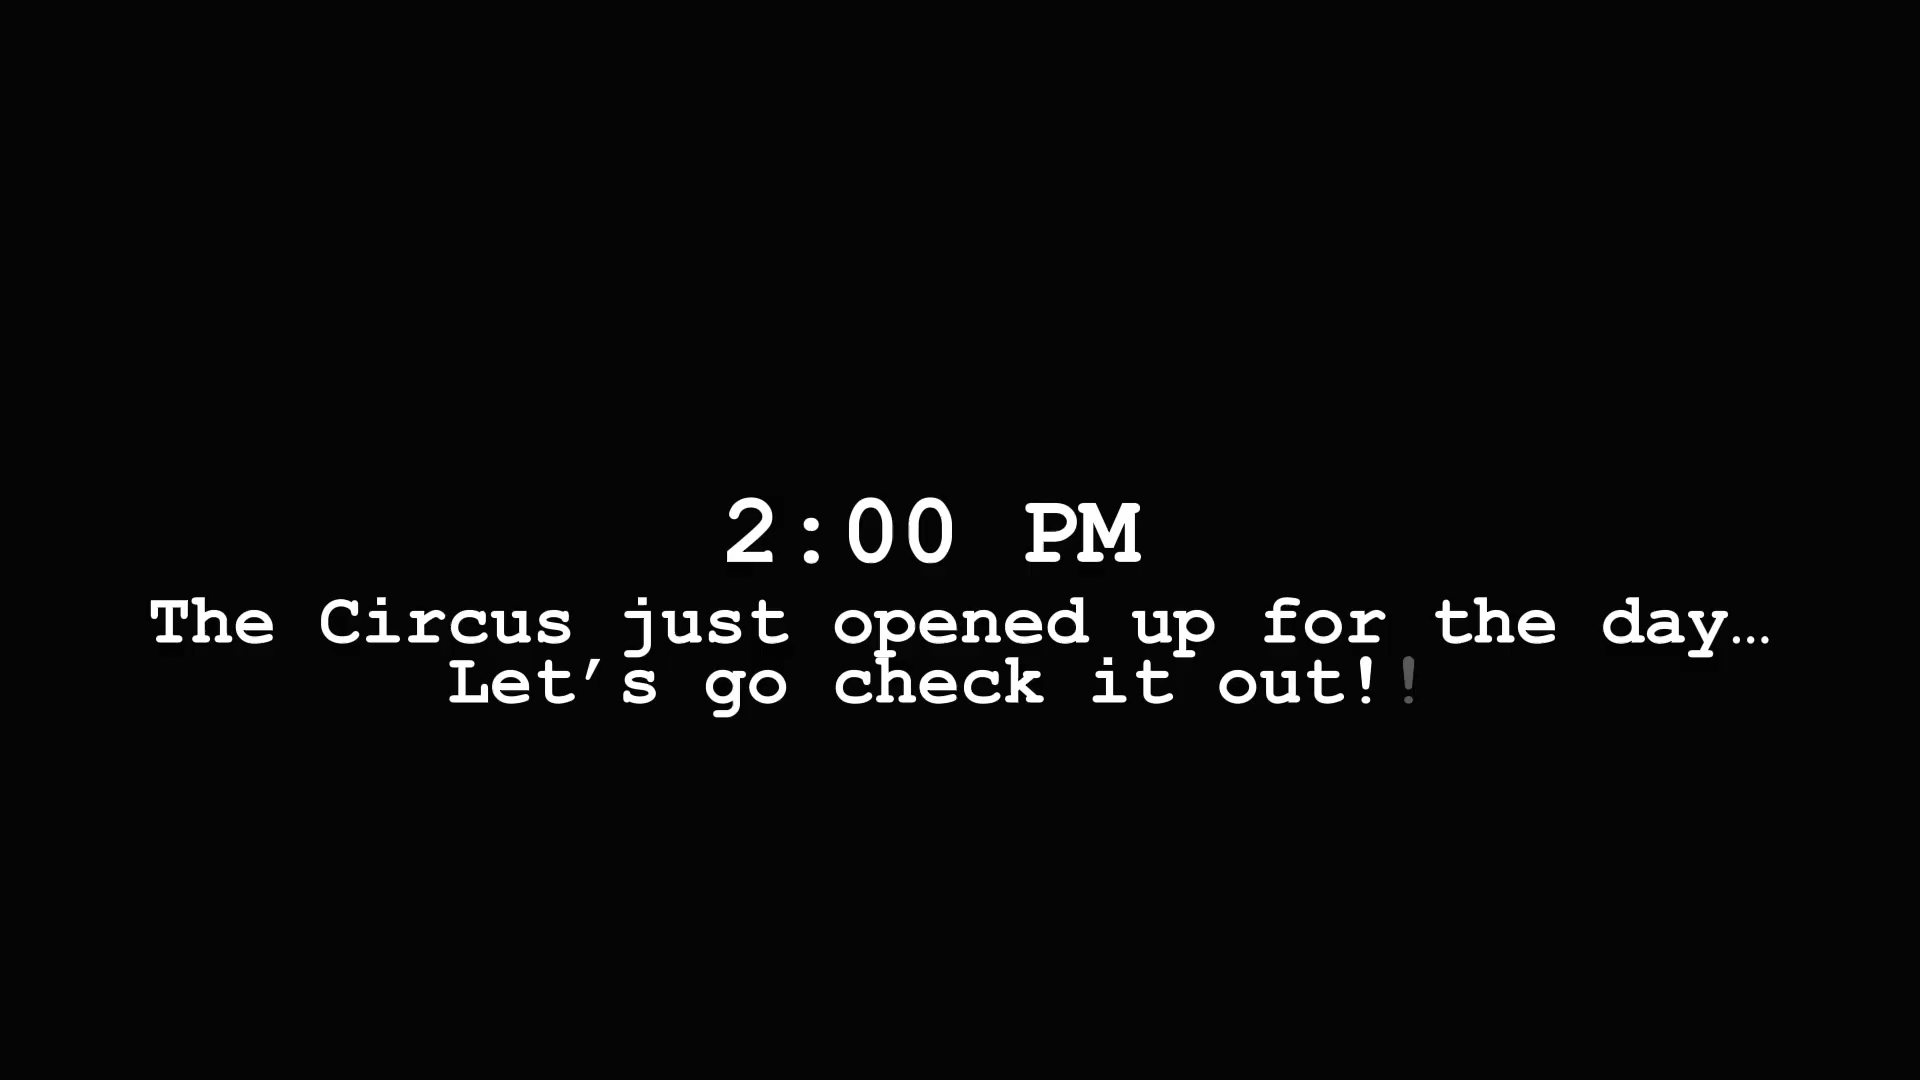 2:00 PM
The Circus just opened up for the day…
Let’s go check it out!!